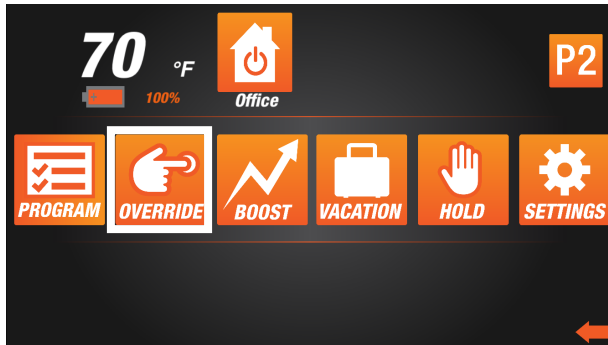 70 °F
100%
Office
P2
PROGRAM
OVERRIDE
BOOST
VACATION
HOLD
SETTINGS